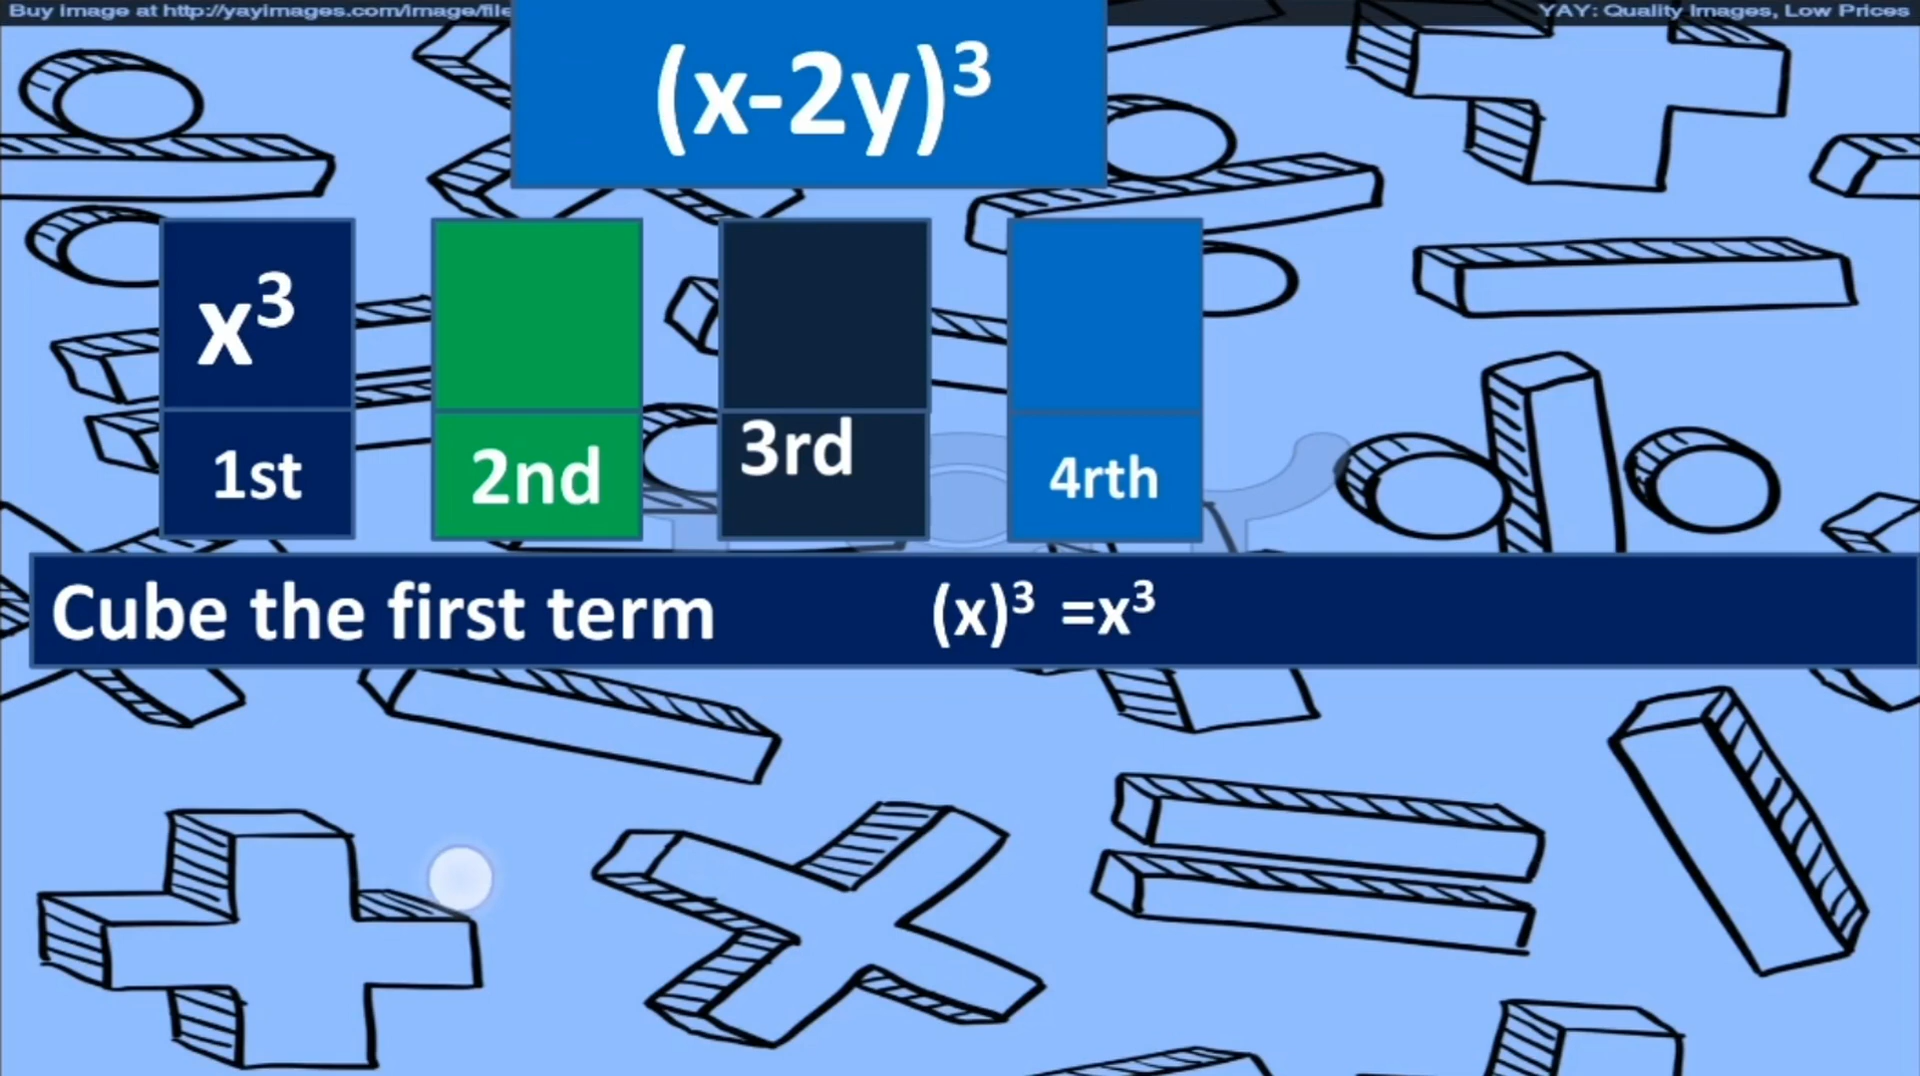 Buy image at http://yayimages.com/image/file
YAY: Quality Images, Low Prices
(x-2y)³
x³
1st
2nd
3rd
4rth
Cube the first term (x)³ =x³